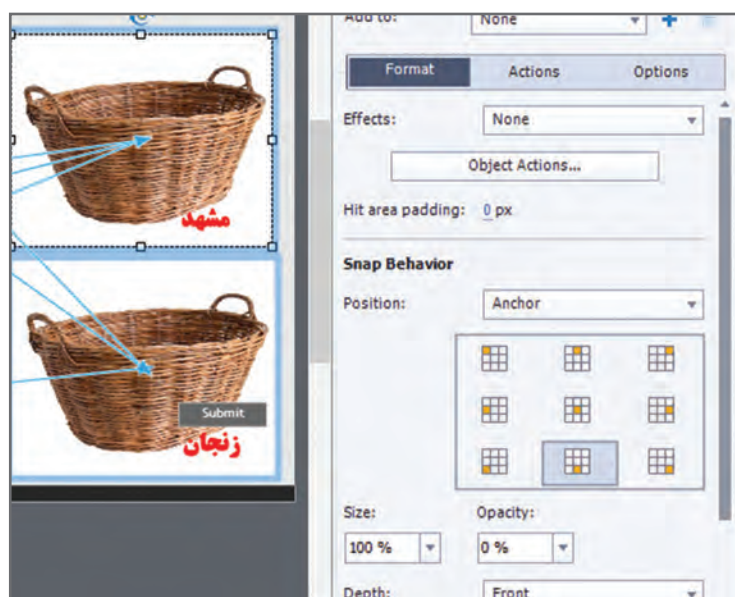 Add to: None
Format Actions Options
Effects: None
Object Actions...
Hit area padding: 0 px
Snap Behavior
Position: Anchor
Size: Opacity:
100 % 0 %
Depth: Front
مشهد
Submit
زنجان